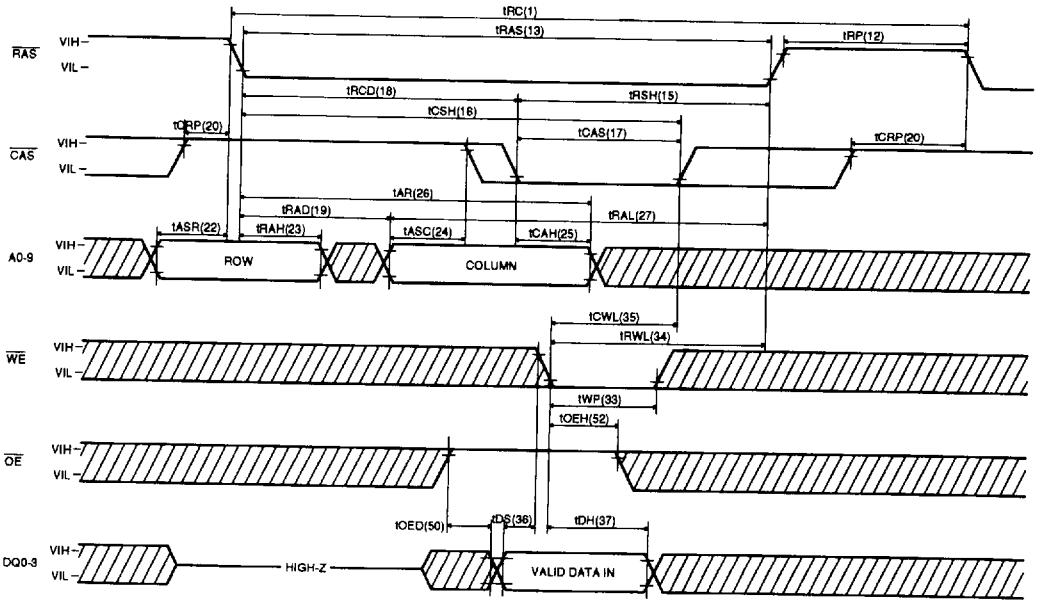 tRC(1)
tRAS(13)
tRP(12)
RAS
VIH
VIL
tRCD(18)
tRSH(15)
tCSH(16)
tCRP(20)
tCAS(17)
tCRP(20)
CAS
VIH
VIL
tAR(26)
tRAD(19)
tRAL(27)
tASR(22)
tRAH(23)
tASC(24)
tCAH(25)
A0-9
VIH
VIL
ROW
COLUMN
tCWL(35)
tRWL(34)
WE
VIH
VIL
tWP(33)
tOEH(52)
OE
VIH
VIL
tOED(50)
tDS(36)
tDH(37)
DQ0-3
VIH
VIL
HIGH-Z
VALID DATA IN